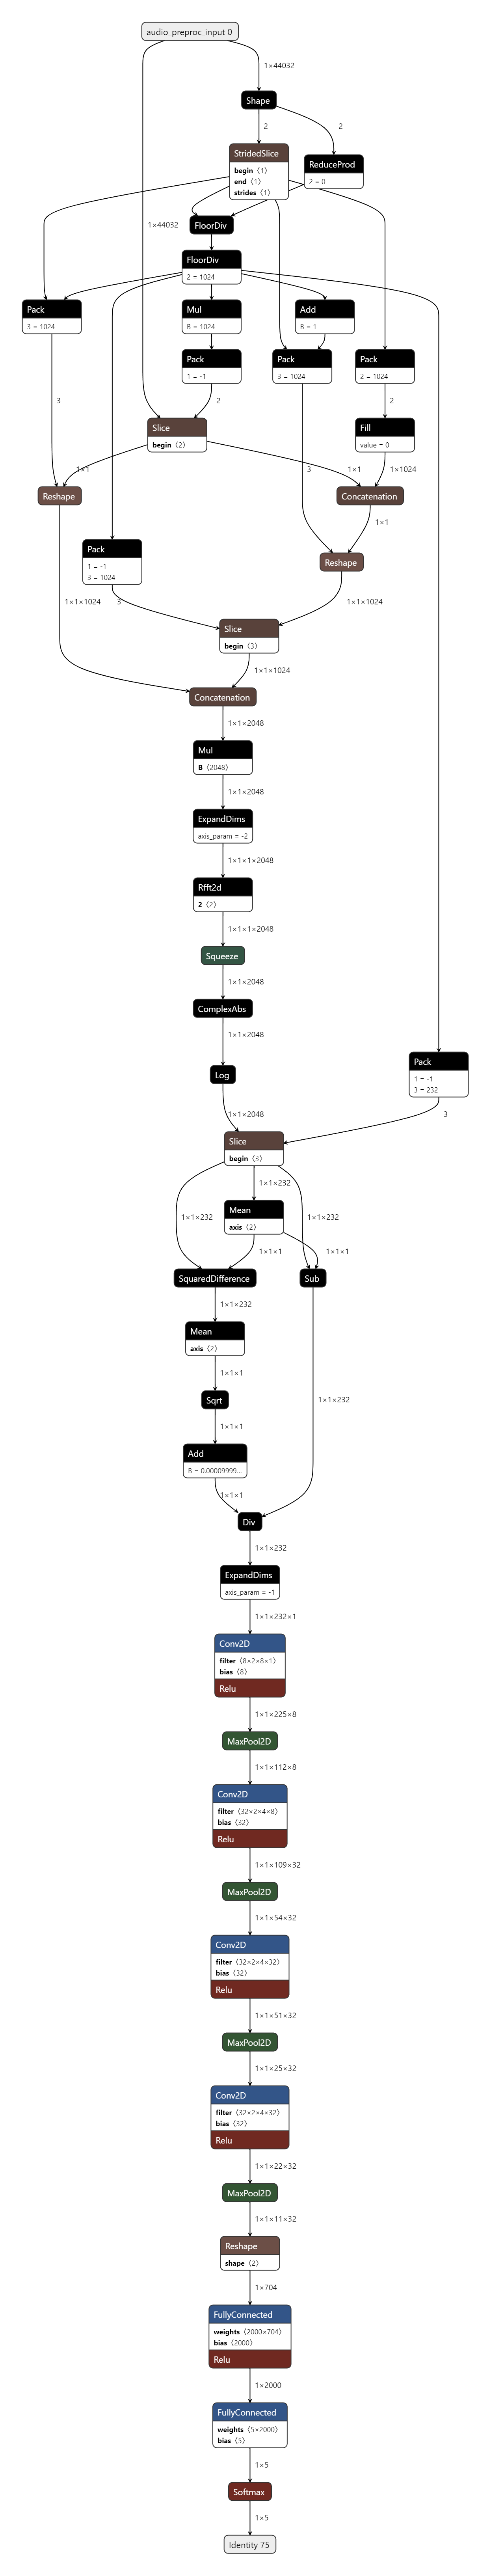 audio_preproc_input 0
1×44032
Shape
2
2
StridedSlice
begin ⟨1⟩
end ⟨1⟩
strides ⟨1⟩
ReduceProd
2 = 0
1×44032
FloorDiv
FloorDiv
2 = 1024
Pack
3 = 1024
Mul
B = 1024
Add
B = 1
Pack
1 = -1
Pack
3 = 1024
Pack
2 = 1024
3
2
2
Slice
begin ⟨2⟩
Fill
value = 0
1×1
1×1
3
1×1024
Reshape
Concatenation
1×1
Pack
1 = -1
3 = 1024
Reshape
1×1×1024
3
1×1×1024
Slice
begin ⟨3⟩
1×1×1024
Concatenation
1×1×2048
Mul
B ⟨2048⟩
1×1×2048
ExpandDims
axis_param = -2
1×1×1×2048
Rfft2d
2 ⟨2⟩
1×1×1×2048
Squeeze
1×1×2048
ComplexAbs
1×1×2048
Log
Pack
1 = -1
3 = 232
1×1×2048
3
Slice
begin ⟨3⟩
1×1×232
Mean
axis ⟨2⟩
1×1×232
1×1×232
1×1×1
1×1×1
SquaredDifference
Sub
1×1×232
Mean
axis ⟨2⟩
1×1×1
Sqrt
1×1×232
1×1×1
Add
B = 0.00009999…
1×1×1
Div
1×1×232
ExpandDims
axis_param = -1
1×1×232×1
Conv2D
filter ⟨8×2×8×1⟩
bias ⟨8⟩
Relu
1×1×225×8
MaxPool2D
1×1×112×8
Conv2D
filter ⟨32×2×4×8⟩
bias ⟨32⟩
Relu
1×1×109×32
MaxPool2D
1×1×54×32
Conv2D
filter ⟨32×2×4×32⟩
bias ⟨32⟩
Relu
1×1×51×32
MaxPool2D
1×1×25×32
Conv2D
filter ⟨32×2×4×32⟩
bias ⟨32⟩
Relu
1×1×22×32
MaxPool2D
1×1×11×32
Reshape
shape ⟨2⟩
1×704
FullyConnected
weights ⟨2000×704⟩
bias ⟨2000⟩
Relu
1×2000
FullyConnected
weights ⟨5×2000⟩
bias ⟨5⟩
1×5
Softmax
1×5
Identity 75